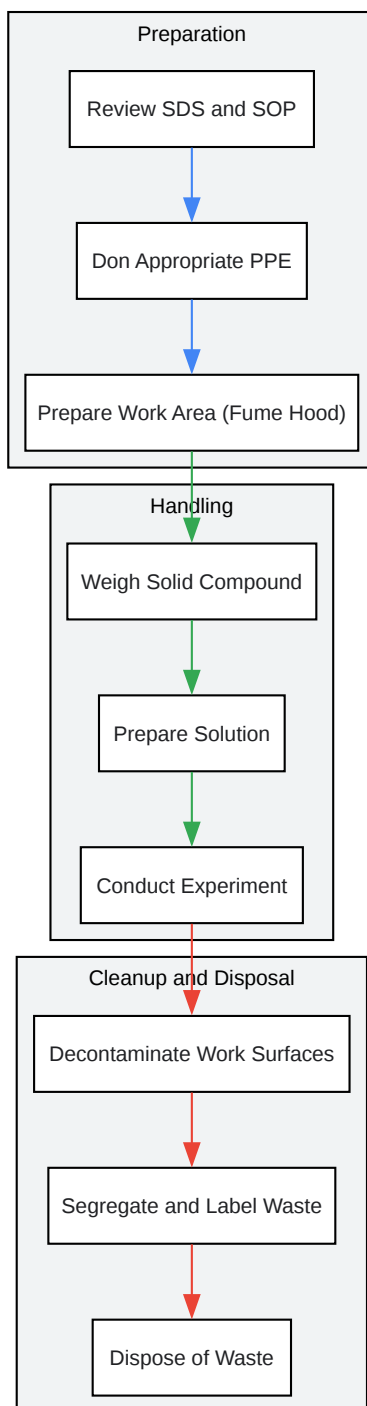 Preparation
Review SDS and SOP
Don Appropriate PPE
Prepare Work Area (Fume Hood)
Handling
Weigh Solid Compound
Prepare Solution
Conduct Experiment
Cleanup and Disposal
Decontaminate Work Surfaces
Segregate and Label Waste
Dispose of Waste